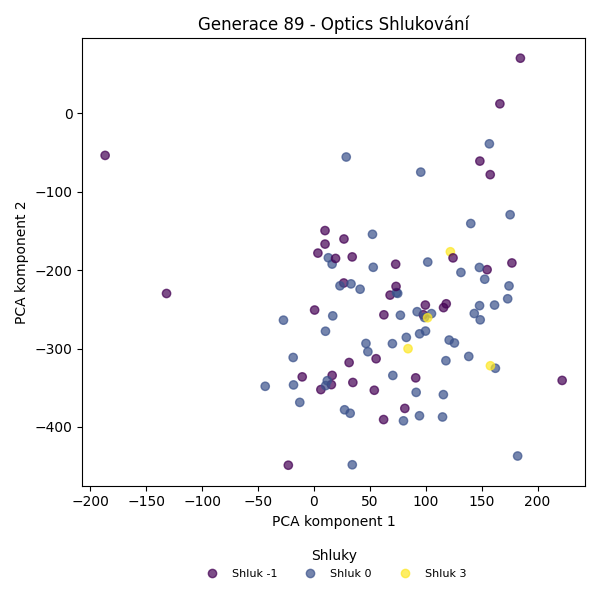 Generace 89 - Optics Shlukování
PCA komponent 2
0
−100
−200
−300
−400
−200 −150 −100 −50 0 50 100 150 200
PCA komponent 1
Shluky
Shluk -1 Shluk 0 Shluk 3